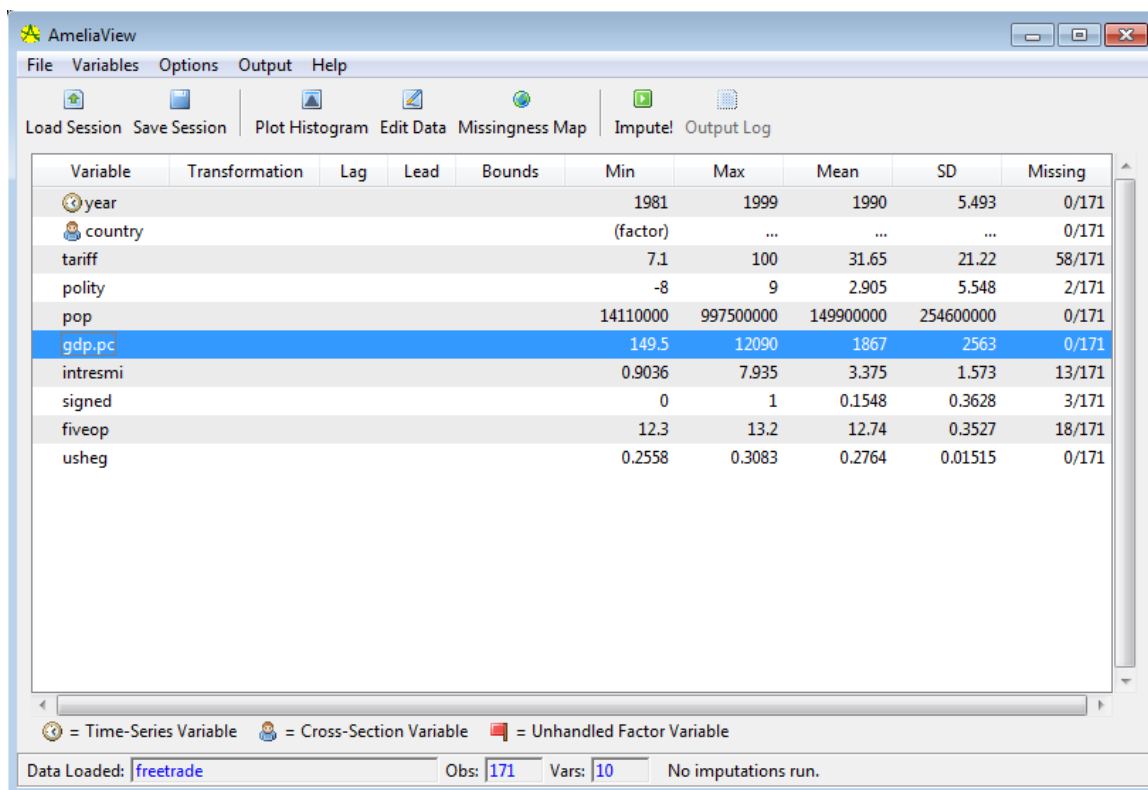 AmeliaView
File Variables Options Output Help
Load Session Save Session Plot Histogram Edit Data Missingness Map Impute! Output Log
Variable Transformation Lag Lead Bounds Min Max Mean SD Missing
year 1981 1999 1990 5.493 0/171
country (factor) ... ... ... 0/171
tariff 7.1 100 31.65 21.22 58/171
polity -8 9 2.905 5.548 2/171
pop 14110000 997500000 149900000 254600000 0/171
gdp.pc 149.5 12090 1867 2563 0/171
intresmi 0.9036 7.935 3.375 1.573 13/171
signed 0 1 0.1548 0.3628 3/171
fiveop 12.3 13.2 12.74 0.3527 18/171
usheg 0.2558 0.3083 0.2764 0.01515 0/171
= Time-Series Variable = Cross-Section Variable = Unhandled Factor Variable
Data Loaded: freetrade Obs: 171 Vars: 10 No imputations run.